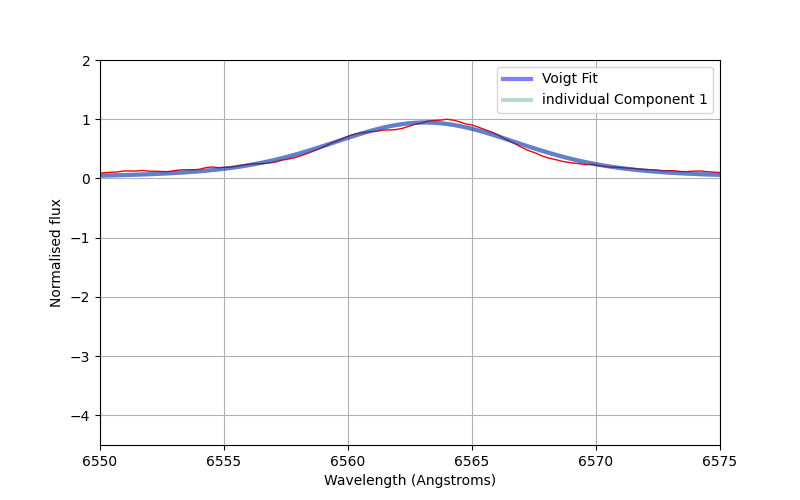 2
1
0
−1
−2
−3
−4
Normalised flux
6550 6555 6560 6565 6570 6575
Wavelength (Angstroms)
Voigt Fit
individual Component 1